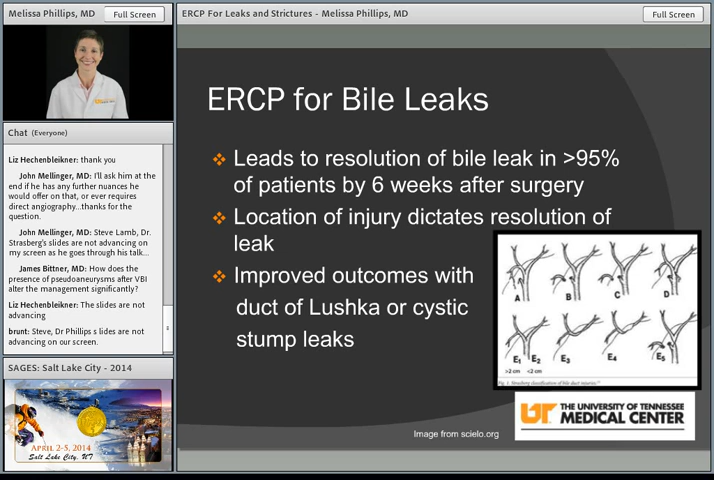 Melissa Phillips, MD
Full Screen
ERCP For Leaks and Strictures - Melissa Phillips, MD
Full Screen
Chat (Everyone)
Liz Hechenbleikner: thank you
John Mellinger, MD: I'll ask him at the
end if he has any further nuances he
would offer on that, or ever requires
direct angiography...thanks for the
question.
John Mellinger, MD: Steve Lamb, Dr.
Strasberg's slides are not advancing on
my screen as he goes through his talk...
James Bittner, MD: How does the
presence of pseudoaneurysms after VBI
alter the management significantly?
Liz Hechenbleikner: The slides are not
advancing
brunt: Steve, Dr Phillips s lides are not
advancing on our screen.
SAGES: Salt Lake City - 2014
APRIL 2-5, 2014
Salt Lake City, UT
ERCP for Bile Leaks
Leads to resolution of bile leak in >95%
of patients by 6 weeks after surgery
Location of injury dictates resolution of
leak
Improved outcomes with
duct of Lushka or cystic
stump leaks
A B C D
E1 E2 E3 E4 E5
>2 cm <2 cm
UT THE UNIVERSITY OF TENNESSEE
MEDICAL CENTER
Image from scielo.org